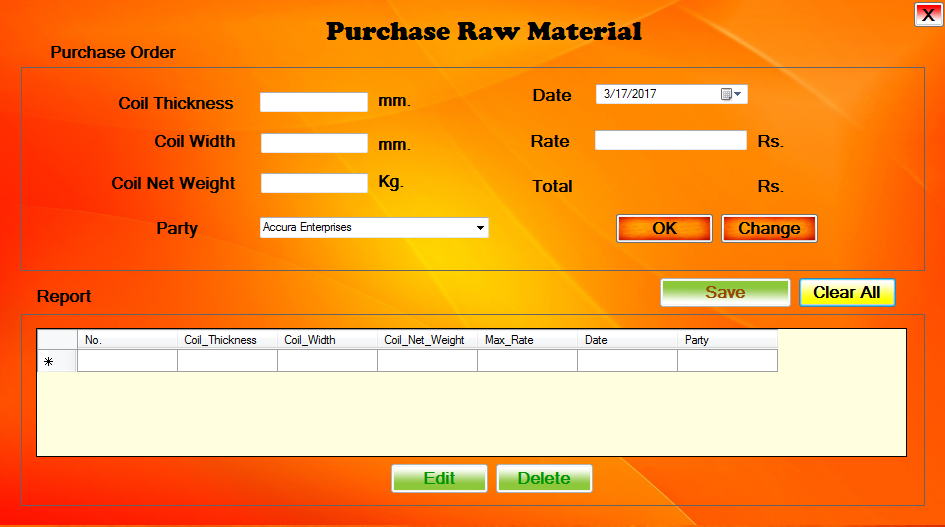 Purchase Raw Material
X
Purchase Order
Coil Thickness mm.
Date 3/17/2017
Coil Width mm.
Rate Rs.
Coil Net Weight Kg.
Total Rs.
Party Accura Enterprises
OK Change
Save Clear All
Report
No. Coil_Thickness Coil_Width Coil_Net_Weight Max_Rate Date Party
*
Edit Delete